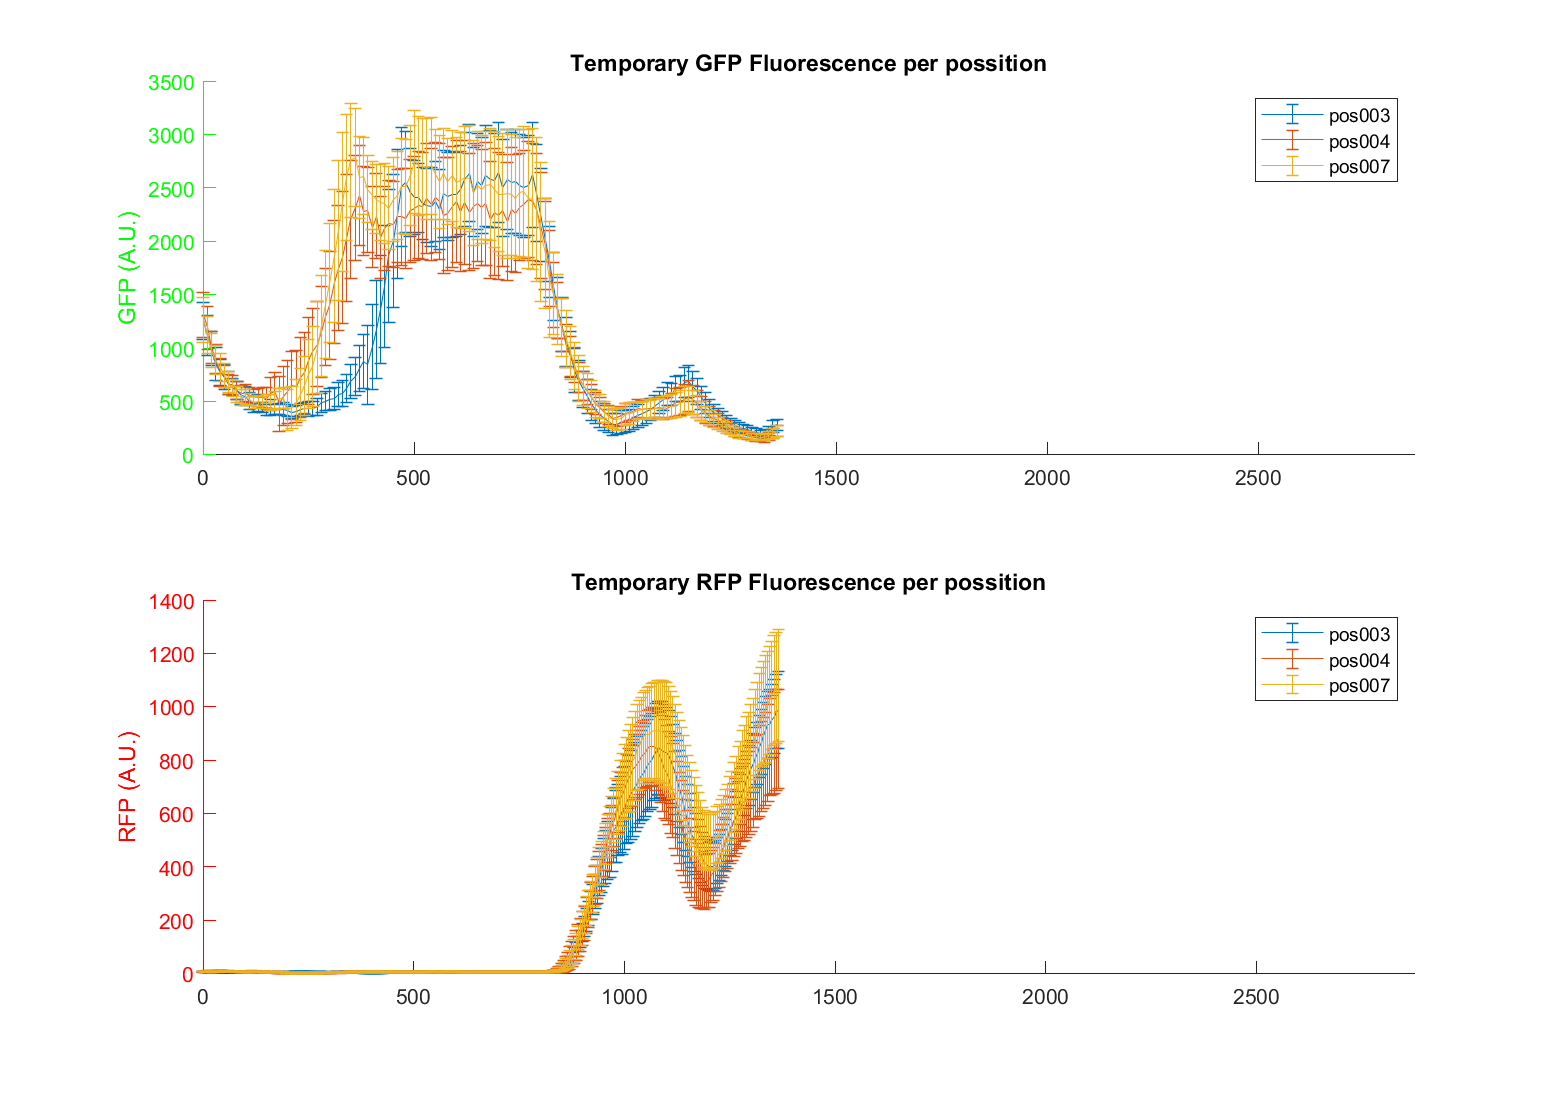 Temporary GFP Fluorescence per possition
3500
3000
2500
2000
1500
1000
500
0
GFP (A.U.)
0 500 1000 1500 2000 2500
pos003
pos004
pos007
Temporary RFP Fluorescence per possition
1400
1200
1000
800
600
400
200
0
RFP (A.U.)
0 500 1000 1500 2000 2500
pos003
pos004
pos007